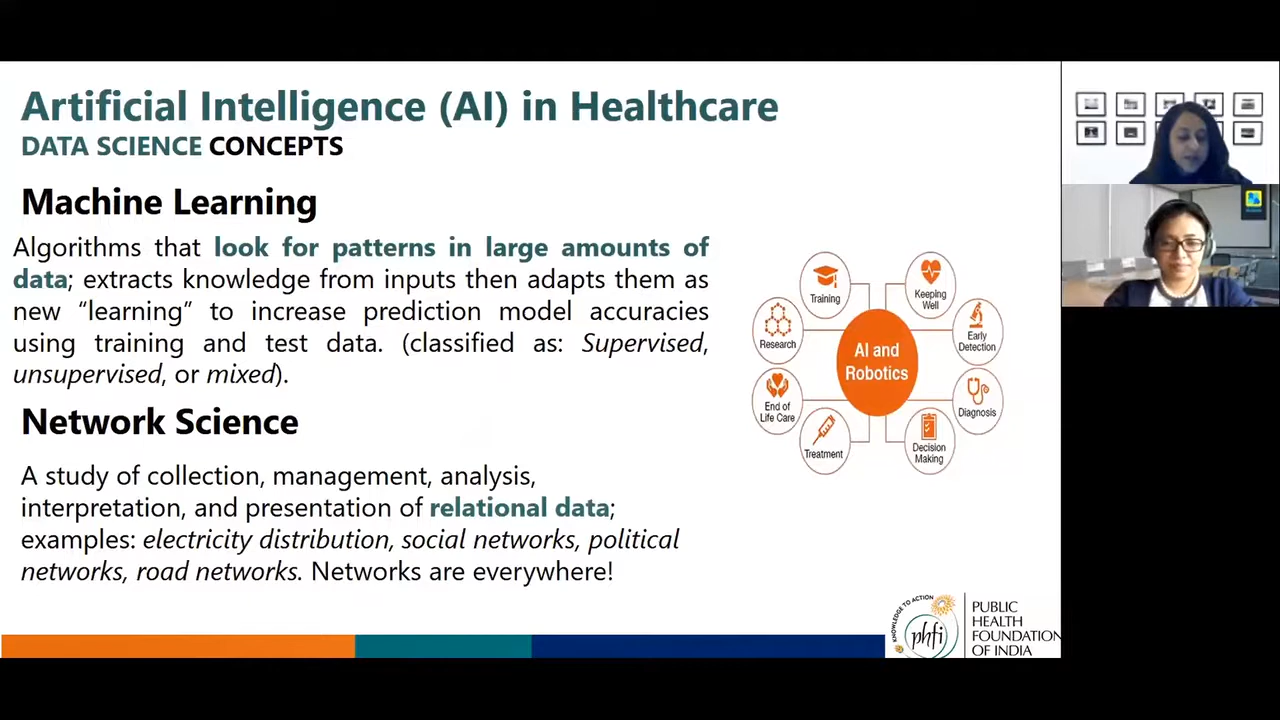 Artificial Intelligence (AI) in Healthcare
DATA SCIENCE CONCEPTS
Machine Learning
Algorithms that look for patterns in large amounts of
data; extracts knowledge from inputs then adapts them as
new “learning” to increase prediction model accuracies
using training and test data. (classified as: Supervised,
unsupervised, or mixed).
Network Science
A study of collection, management, analysis,
interpretation, and presentation of relational data;
examples: electricity distribution, social networks, political
networks, road networks. Networks are everywhere!
AI and
Robotics
Training
Keeping
Well
Research
Early
Detection
End of
Life Care
Diagnosis
Treatment
Decision
Making
KNOWLEDGE TO ACTION
phfi
PUBLIC
HEALTH
FOUNDATION
OF INDIA